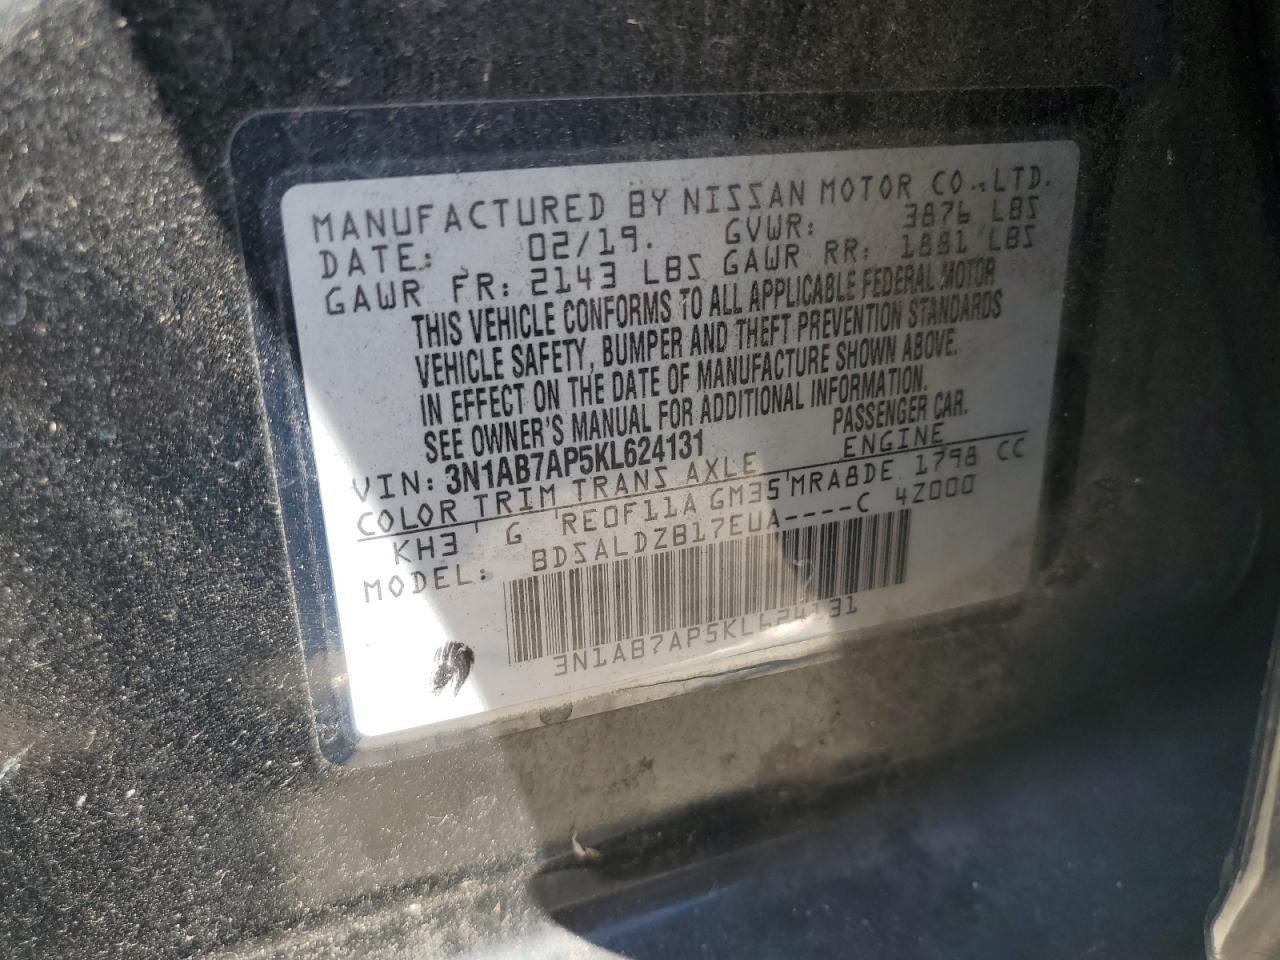 MANUFACTURED BY NISSAN MOTOR CO.,LTD.
DATE: 02/19. GVWR: 3876 LBS
GAWR FR: 2143 LBS GAWR RR: 1881 LBS
THIS VEHICLE CONFORMS TO ALL APPLICABLE FEDERAL MOTOR
VEHICLE SAFETY, BUMPER AND THEFT PREVENTION STANDARDS
IN EFFECT ON THE DATE OF MANUFACTURE SHOWN ABOVE.
SEE OWNER'S MANUAL FOR ADDITIONAL INFORMATION.
VIN: 3N1AB7AP5KL624131 PASSENGER CAR.
COLOR TRIM TRANS AXLE ENGINE
KH3 G RE0F11A GM35 MRA8DE 1798 CC
MODEL: BDSALDZB17EUA----C 4Z000
3N1AB7AP5KL624131